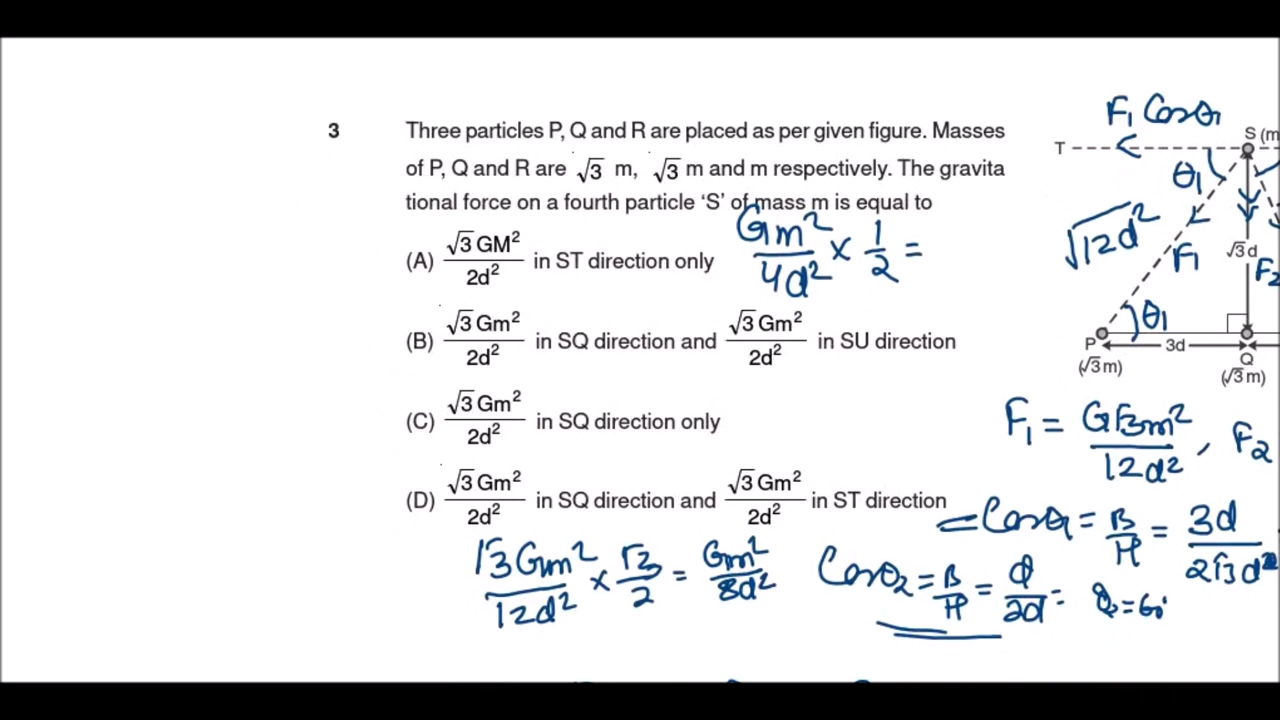 3 Three particles P, Q and R are placed as per given figure. Masses
of P, Q and R are √3 m, √3 m and m respectively. The gravita
tional force on a fourth particle ‘S’ of mass m is equal to
(A) √3 GM²/2d² in ST direction only
Gm²/4d² × 1/2 =
(B) √3 Gm²/2d² in SQ direction and √3 Gm²/2d² in SU direction
(C) √3 Gm²/2d² in SQ direction only
(D) √3 Gm²/2d² in SQ direction and √3 Gm²/2d² in ST direction
√3Gm²/12d² × √3/2 = Gm²/8d²
F₁ Cosθ₁
T
S (m
θ₁
√12d²
F₁
√3 d
F₂
θ₁
P
3d
Q
(√3 m)
(√3 m)
F₁ = G√3m²/12d² , F₂
Cosθ₁ = B/H = 3d/2√3d
Cosθ₂ = B/H = d/2d =
θ₂ = 60°